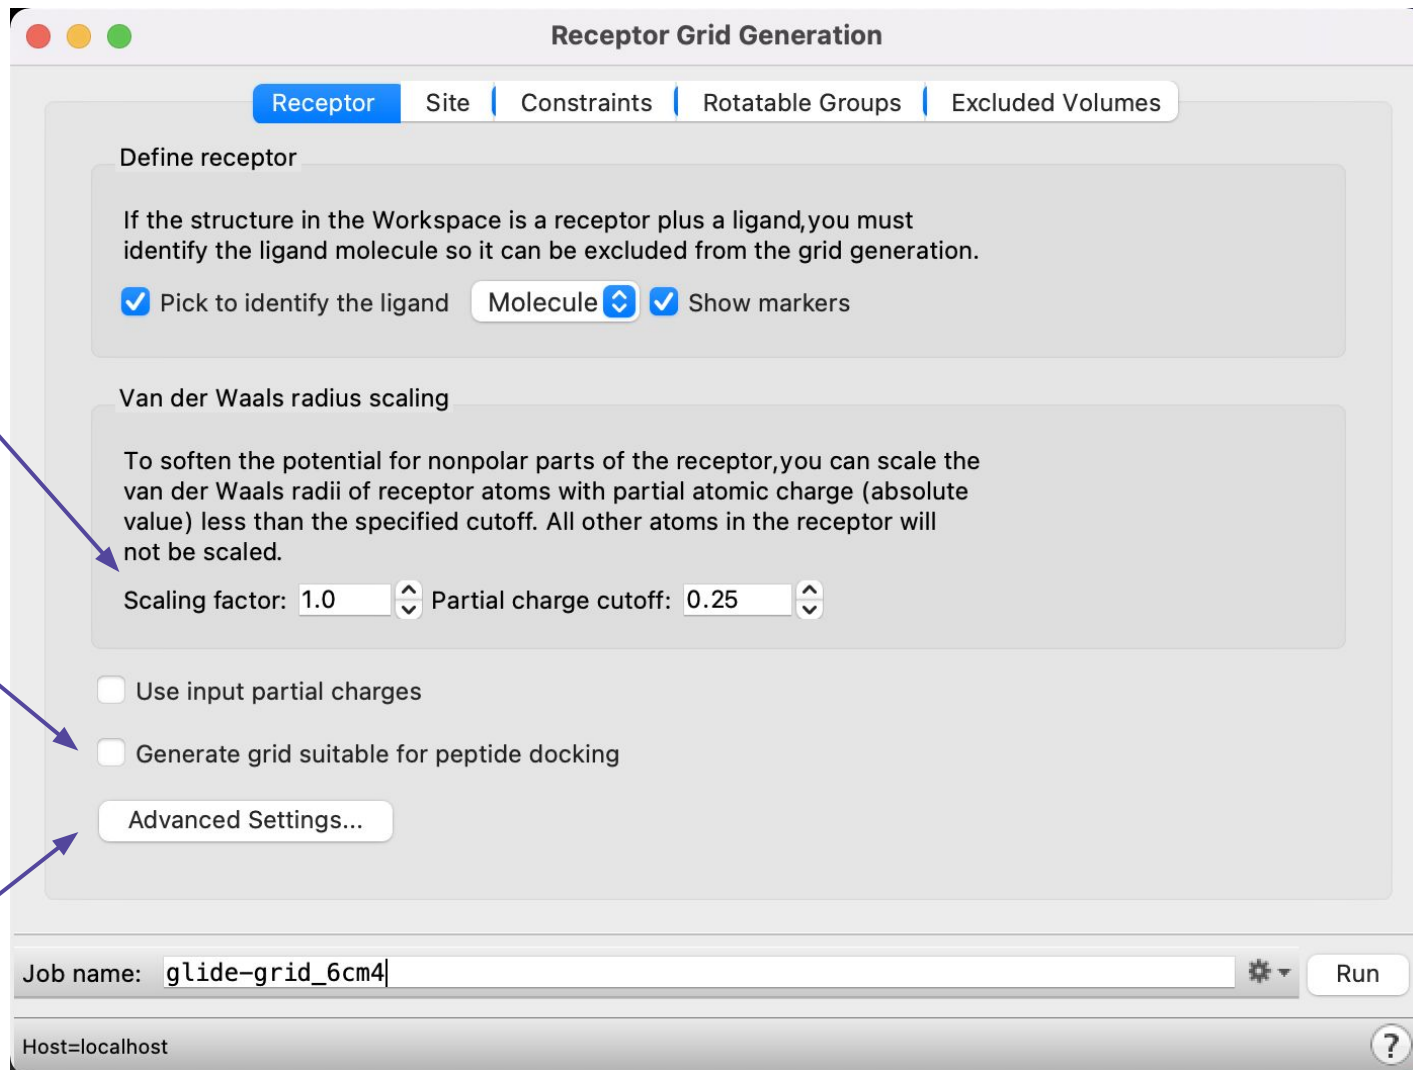 Receptor Grid Generation
Receptor Site Constraints Rotatable Groups Excluded Volumes
Define receptor
If the structure in the Workspace is a receptor plus a ligand,you must
identify the ligand molecule so it can be excluded from the grid generation.
Pick to identify the ligand Molecule Show markers
Van der Waals radius scaling
To soften the potential for nonpolar parts of the receptor,you can scale the
van der Waals radii of receptor atoms with partial atomic charge (absolute
value) less than the specified cutoff. All other atoms in the receptor will
not be scaled.
Scaling factor: 1.0 Partial charge cutoff: 0.25
Use input partial charges
Generate grid suitable for peptide docking
Advanced Settings...
Job name: glide-grid_6cm4 Run
Host=localhost ?